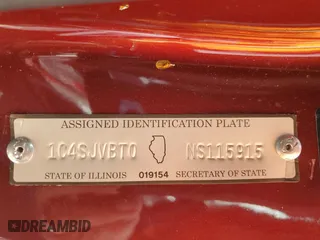 ASSIGNED IDENTIFICATION PLATE
1C4SJVBT0 NS115915
STATE OF ILLINOIS 019154 SECRETARY OF STATE
DREAMBID